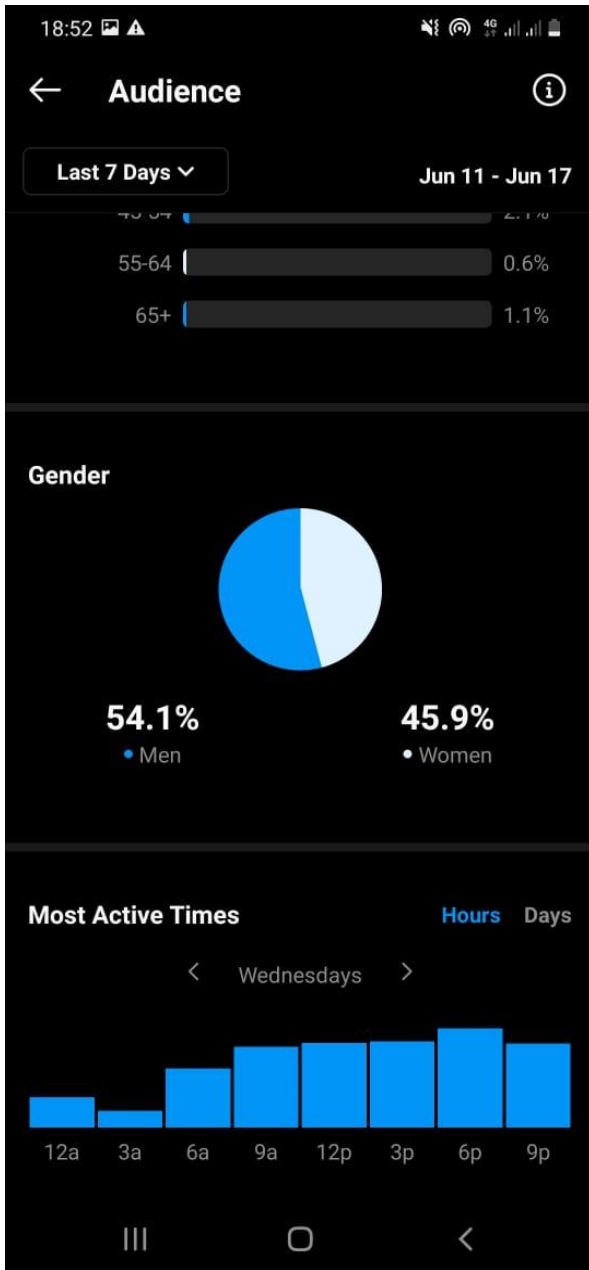 18:52
4G
Audience
Last 7 Days
Jun 11 - Jun 17
55-64 0.6%
65+ 1.1%
Gender
54.1% 45.9%
Men Women
Most Active Times Hours Days
Wednesdays
12a 3a 6a 9a 12p 3p 6p 9p